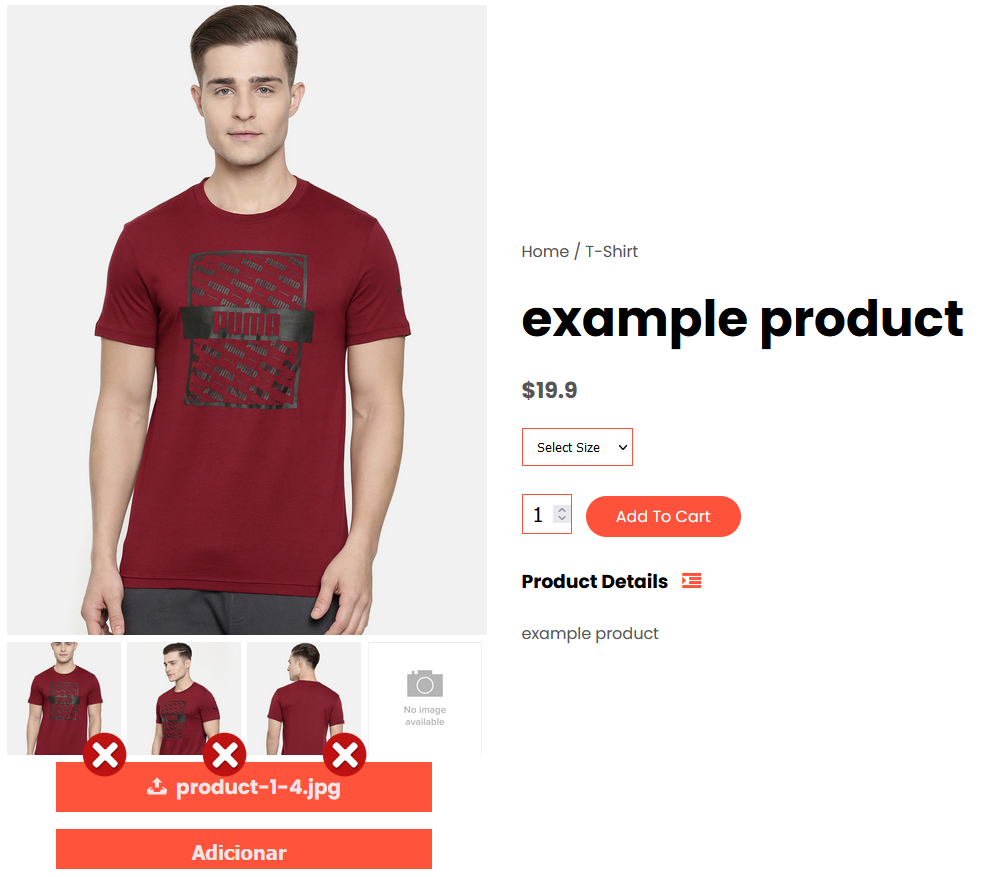 PUMA
Home / T-Shirt
example product
$19.9
Select Size
1
Add To Cart
Product Details
example product
No image
available
product-1-4.jpg
Adicionar